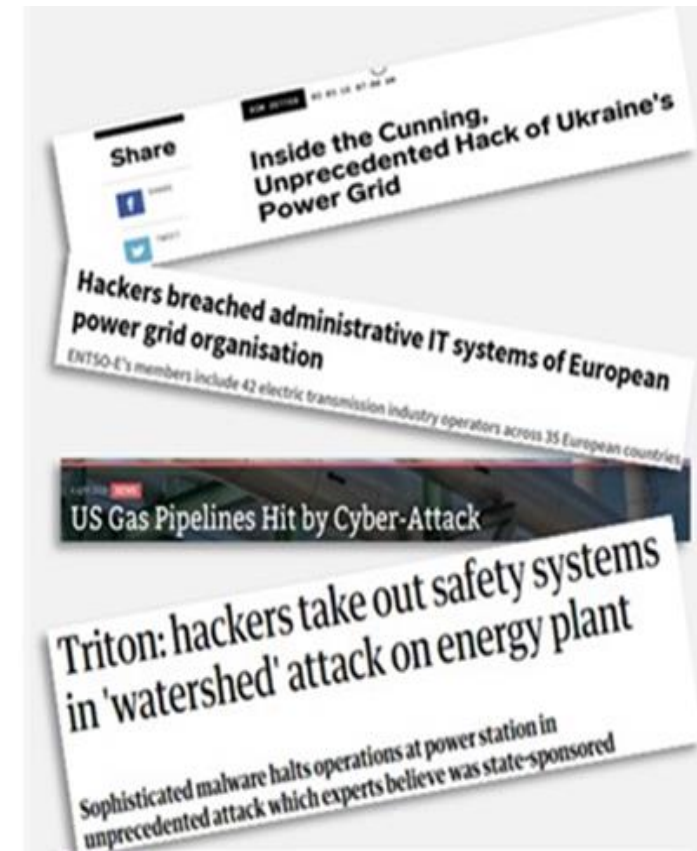 Share
Inside the Cunning,
Unprecedented Hack of Ukraine's
Power Grid
Hackers breached administrative IT systems of European
power grid organisation
ENTSO-E's members include 42 electric transmission industry operators across 35 European countries
NEWS
US Gas Pipelines Hit by Cyber-Attack
Triton: hackers take out safety systems
in 'watershed' attack on energy plant
Sophisticated malware halts operations at power station in
unprecedented attack which experts believe was state-sponsored